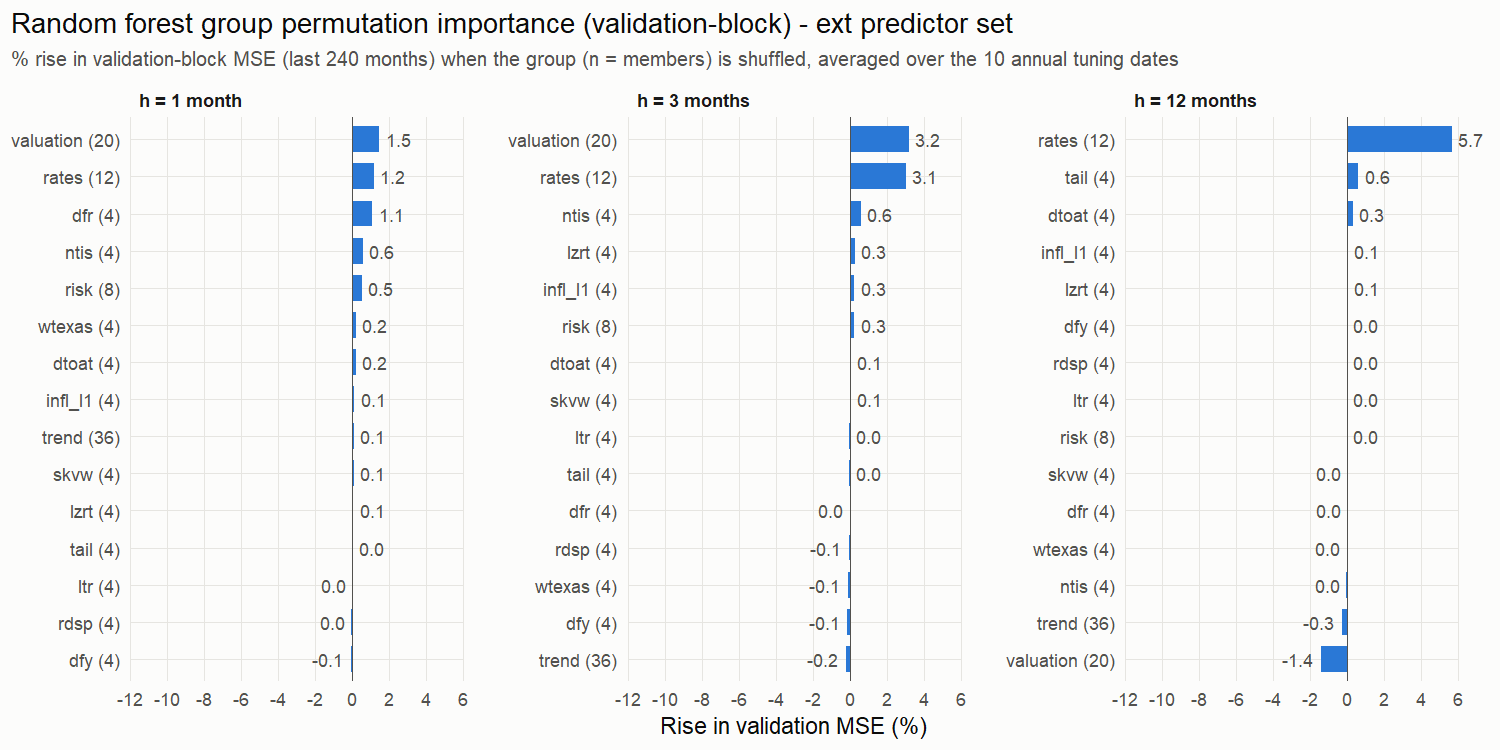 Random forest group permutation importance (validation-block) - ext predictor set
% rise in validation-block MSE (last 240 months) when the group (n = members) is shuffled, averaged over the 10 annual tuning dates
h = 1 month
valuation (20) 1.5
rates (12) 1.2
dfr (4) 1.1
ntis (4) 0.6
risk (8) 0.5
wtexas (4) 0.2
dtoat (4) 0.2
infl_l1 (4) 0.1
trend (36) 0.1
skvw (4) 0.1
lzrt (4) 0.1
tail (4) 0.0
ltr (4) 0.0
rdsp (4) 0.0
dfy (4) -0.1
-12 -10 -8 -6 -4 -2 0 2 4 6
h = 3 months
valuation (20) 3.2
rates (12) 3.1
ntis (4) 0.6
lzrt (4) 0.3
infl_l1 (4) 0.3
risk (8) 0.3
dtoat (4) 0.1
skvw (4) 0.1
ltr (4) 0.0
tail (4) 0.0
dfr (4) 0.0
rdsp (4) -0.1
wtexas (4) -0.1
dfy (4) -0.1
trend (36) -0.2
-12 -10 -8 -6 -4 -2 0 2 4 6
h = 12 months
rates (12) 5.7
tail (4) 0.6
dtoat (4) 0.3
infl_l1 (4) 0.1
lzrt (4) 0.1
dfy (4) 0.0
rdsp (4) 0.0
ltr (4) 0.0
risk (8) 0.0
skvw (4) 0.0
dfr (4) 0.0
wtexas (4) 0.0
ntis (4) 0.0
trend (36) -0.3
valuation (20) -1.4
-12 -10 -8 -6 -4 -2 0 2 4 6
Rise in validation MSE (%)